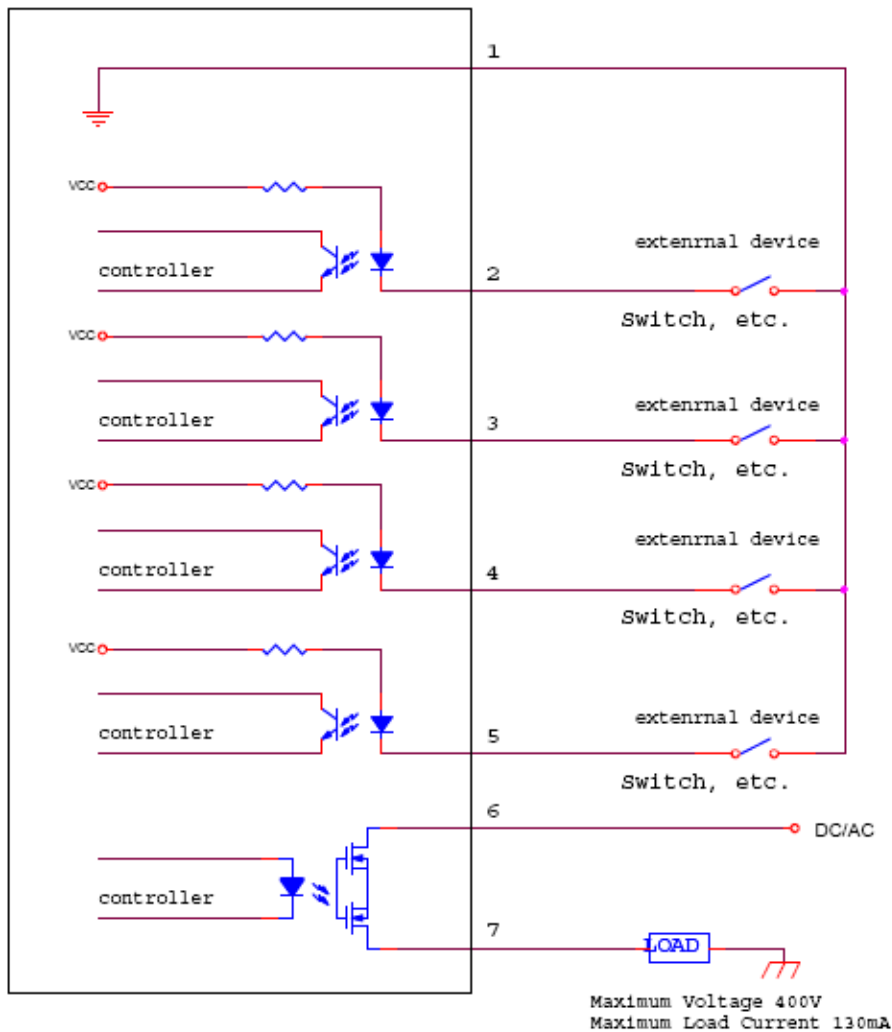 1
VCC
controller
2
extenrnal device
Switch, etc.
VCC
controller
3
extenrnal device
Switch, etc.
VCC
controller
4
extenrnal device
Switch, etc.
VCC
controller
5
extenrnal device
Switch, etc.
6
DC/AC
controller
7
LOAD
Maximum Voltage 400V
Maximum Load Current 130mA